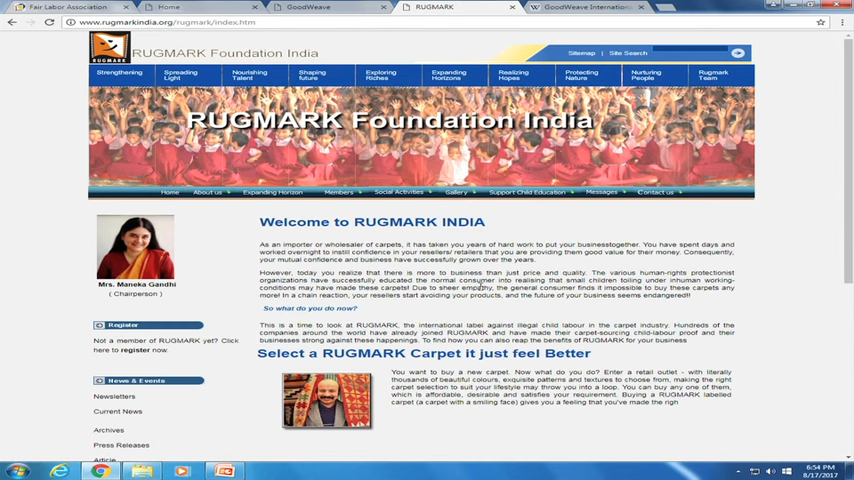 Fair Labor Association
Home
GoodWeave
RUGMARK
GoodWeave Internation
www.rugmarkindia.org/rugmark/index.htm
RUGMARK
RUGMARK Foundation India
Sitemap | Site Search
Strengthening
Spreading Light
Nourishing Talent
Shaping future
Exploring Riches
Expanding Horizons
Realizing Hopes
Protecting Nature
Nurturing People
Rugmark Team
RUGMARK Foundation India
Home About us Expanding Horizon Members Social Activities Gallery Support Child Education Messages Contact us
Welcome to RUGMARK INDIA
As an importer or wholesaler of carpets, it has taken you years of hard work to put your businesstogether. You have spent days and
worked overnight to instill confidence in your resellers/ retailers that you are providing them good value for their money. Consequently,
your mutual confidence and business have successfully grown over the years.
However, today you realize that there is more to business than just price and quality. The various human-rights protectionist
organizations have successfully educated the normal consumer into realising that small children toiling under inhuman working-
conditions may have made these carpets! Due to sheer empathy, the general consumer finds it impossible to buy these carpets any
more! In a chain reaction, your resellers start avoiding your products, and the future of your business seems endangered!!
So what do you do now?
This is a time to look at RUGMARK, the international label against illegal child labour in the carpet industry. Hundreds of the
companies around the world have already joined RUGMARK and have made their carpet-sourcing child-labour proof and their
businesses strong against these happenings. To find how you can also reap the benefits of RUGMARK for your business
Mrs. Maneka Gandhi
( Chairperson )
Register
Not a member of RUGMARK yet? Click
here to register now.
News & Events
Newsletters
Current News
Archives
Press Releases
Article
Select a RUGMARK Carpet it just feel Better
You want to buy a new carpet. Now what do you do? Enter a retail outlet - with literally
thousands of beautiful colours, exquisite patterns and textures to choose from, making the right
carpet selection to suit your lifestyle may throw you into a loop. You can buy any one of them,
which is affordable, desirable and satisfies your requirement. Buying a RUGMARK labelled
carpet (a carpet with a smiling face) gives you a feeling that you've made the righ
6:54 PM
8/17/2017